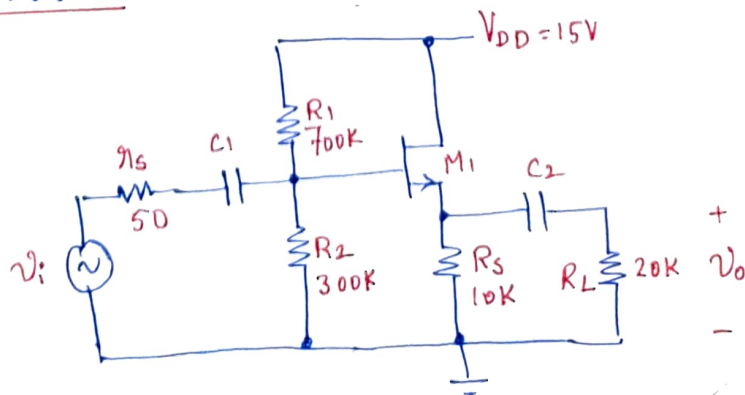 VDD = 15V
R1
700K
rs
50
C1
M1
C2
Vi
R2
300K
RS
10K
RL
20K
+
Vo
-